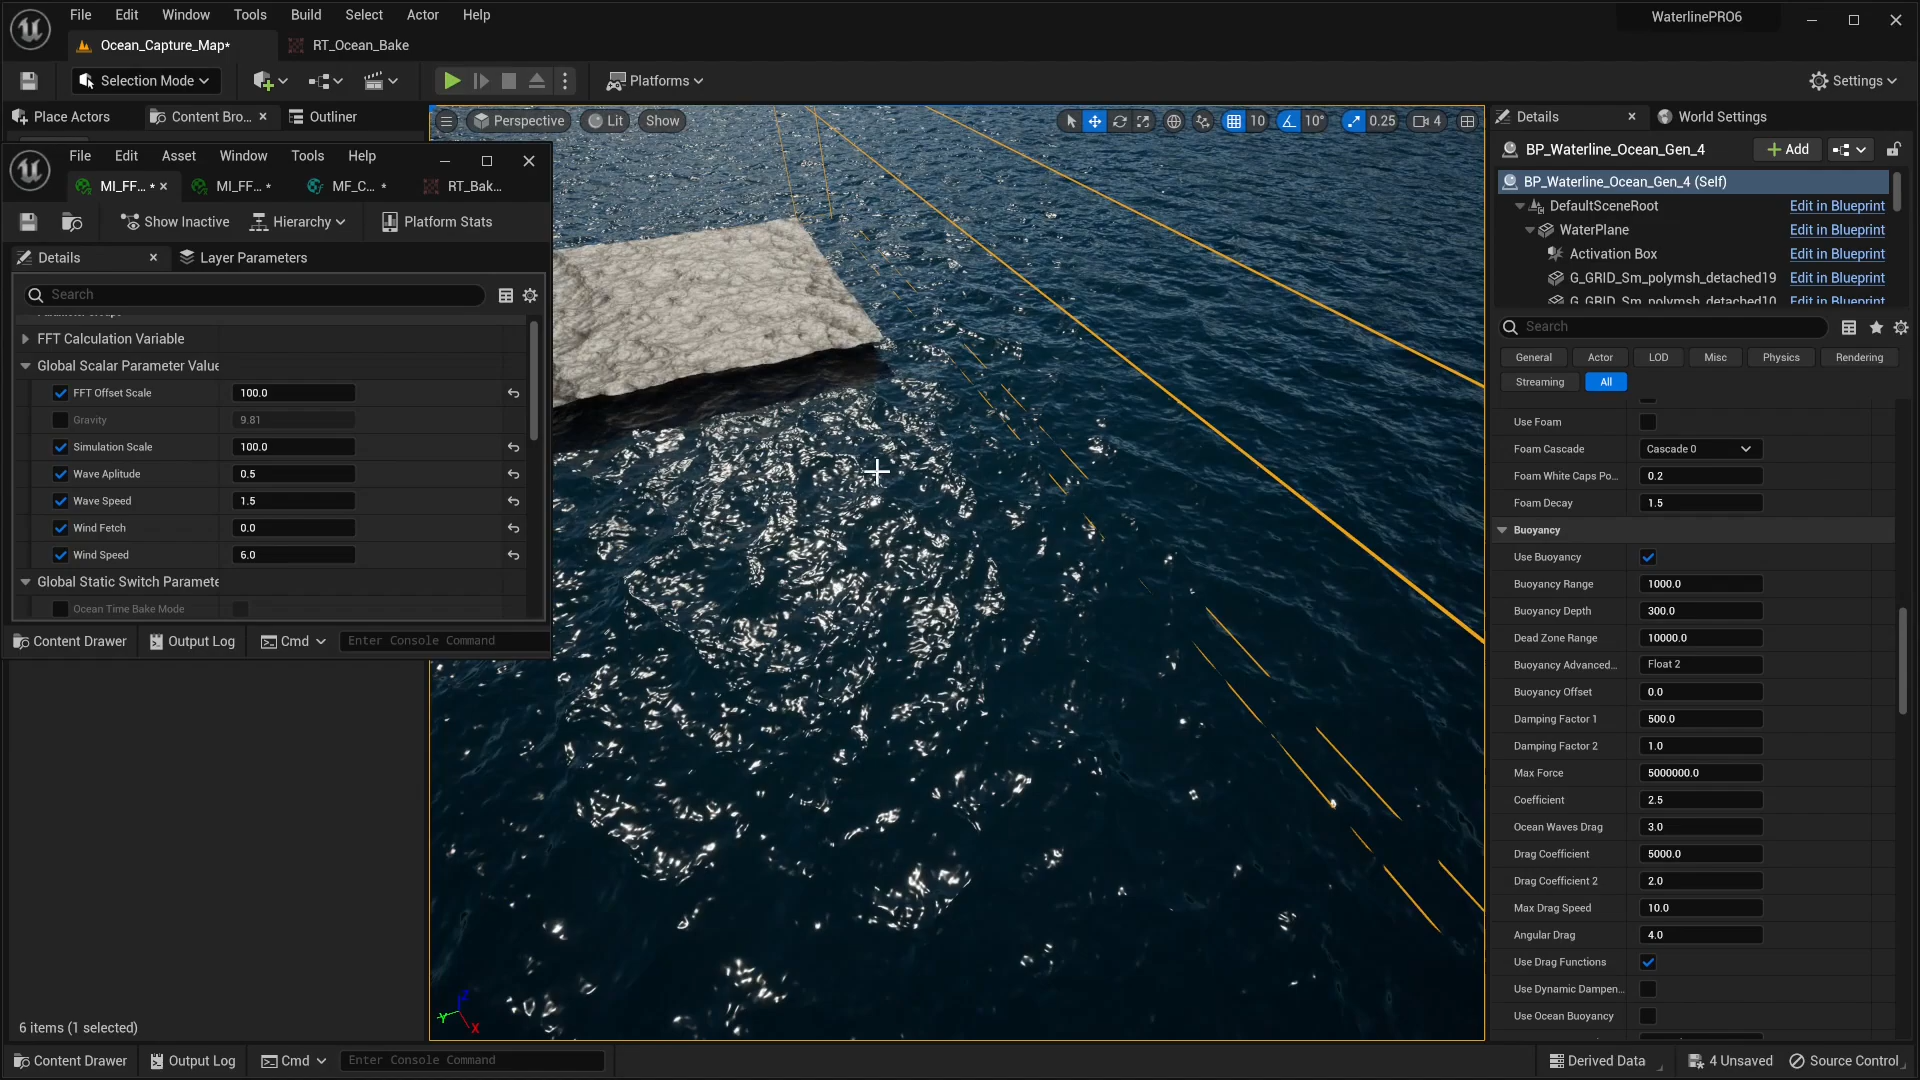 File Edit Window Tools Build Select Actor Help
WaterlinePRO6
Ocean_Capture_Map*
RT_Ocean_Bake
Selection Mode
Platforms
Settings
Place Actors
Content Bro...
Outliner
File Edit Asset Window Tools Help
MI_FF... *
MI_FF... *
MF_C... *
RT_Bak...
Show Inactive
Hierarchy
Platform Stats
Details
Layer Parameters
Search
FFT Calculation Variable
Global Scalar Parameter Value
FFT Offset Scale 100.0
Gravity 9.81
Simulation Scale 100.0
Wave Aplitude 0.5
Wave Speed 1.5
Wind Fetch 0.0
Wind Speed 6.0
Global Static Switch Paramete
Ocean Time Bake Mode
Content Drawer
Output Log
Cmd
Enter Console Command
6 items (1 selected)
Perspective
Lit
Show
10
10°
0.25
4
Z
Y
X
Details
World Settings
BP_Waterline_Ocean_Gen_4
Add
BP_Waterline_Ocean_Gen_4 (Self)
DefaultSceneRoot Edit in Blueprint
WaterPlane Edit in Blueprint
Activation Box Edit in Blueprint
G_GRID_Sm_polymsh_detached19 Edit in Blueprint
G_GRID_Sm_polymsh_detached10 Edit in Blueprint
Search
General Actor LOD Misc Physics Rendering
Streaming All
Use Foam
Foam Cascade Cascade 0
Foam White Caps Po... 0.2
Foam Decay 1.5
Buoyancy
Use Buoyancy
Buoyancy Range 1000.0
Buoyancy Depth 300.0
Dead Zone Range 10000.0
Buoyancy Advanced... Float 2
Buoyancy Offset 0.0
Damping Factor 1 500.0
Damping Factor 2 1.0
Max Force 5000000.0
Coefficient 2.5
Ocean Waves Drag 3.0
Drag Coefficient 5000.0
Drag Coefficient 2 2.0
Max Drag Speed 10.0
Angular Drag 4.0
Use Drag Functions
Use Dynamic Dampen...
Use Ocean Buoyancy
Content Drawer
Output Log
Cmd
Enter Console Command
Derived Data
4 Unsaved
Source Control